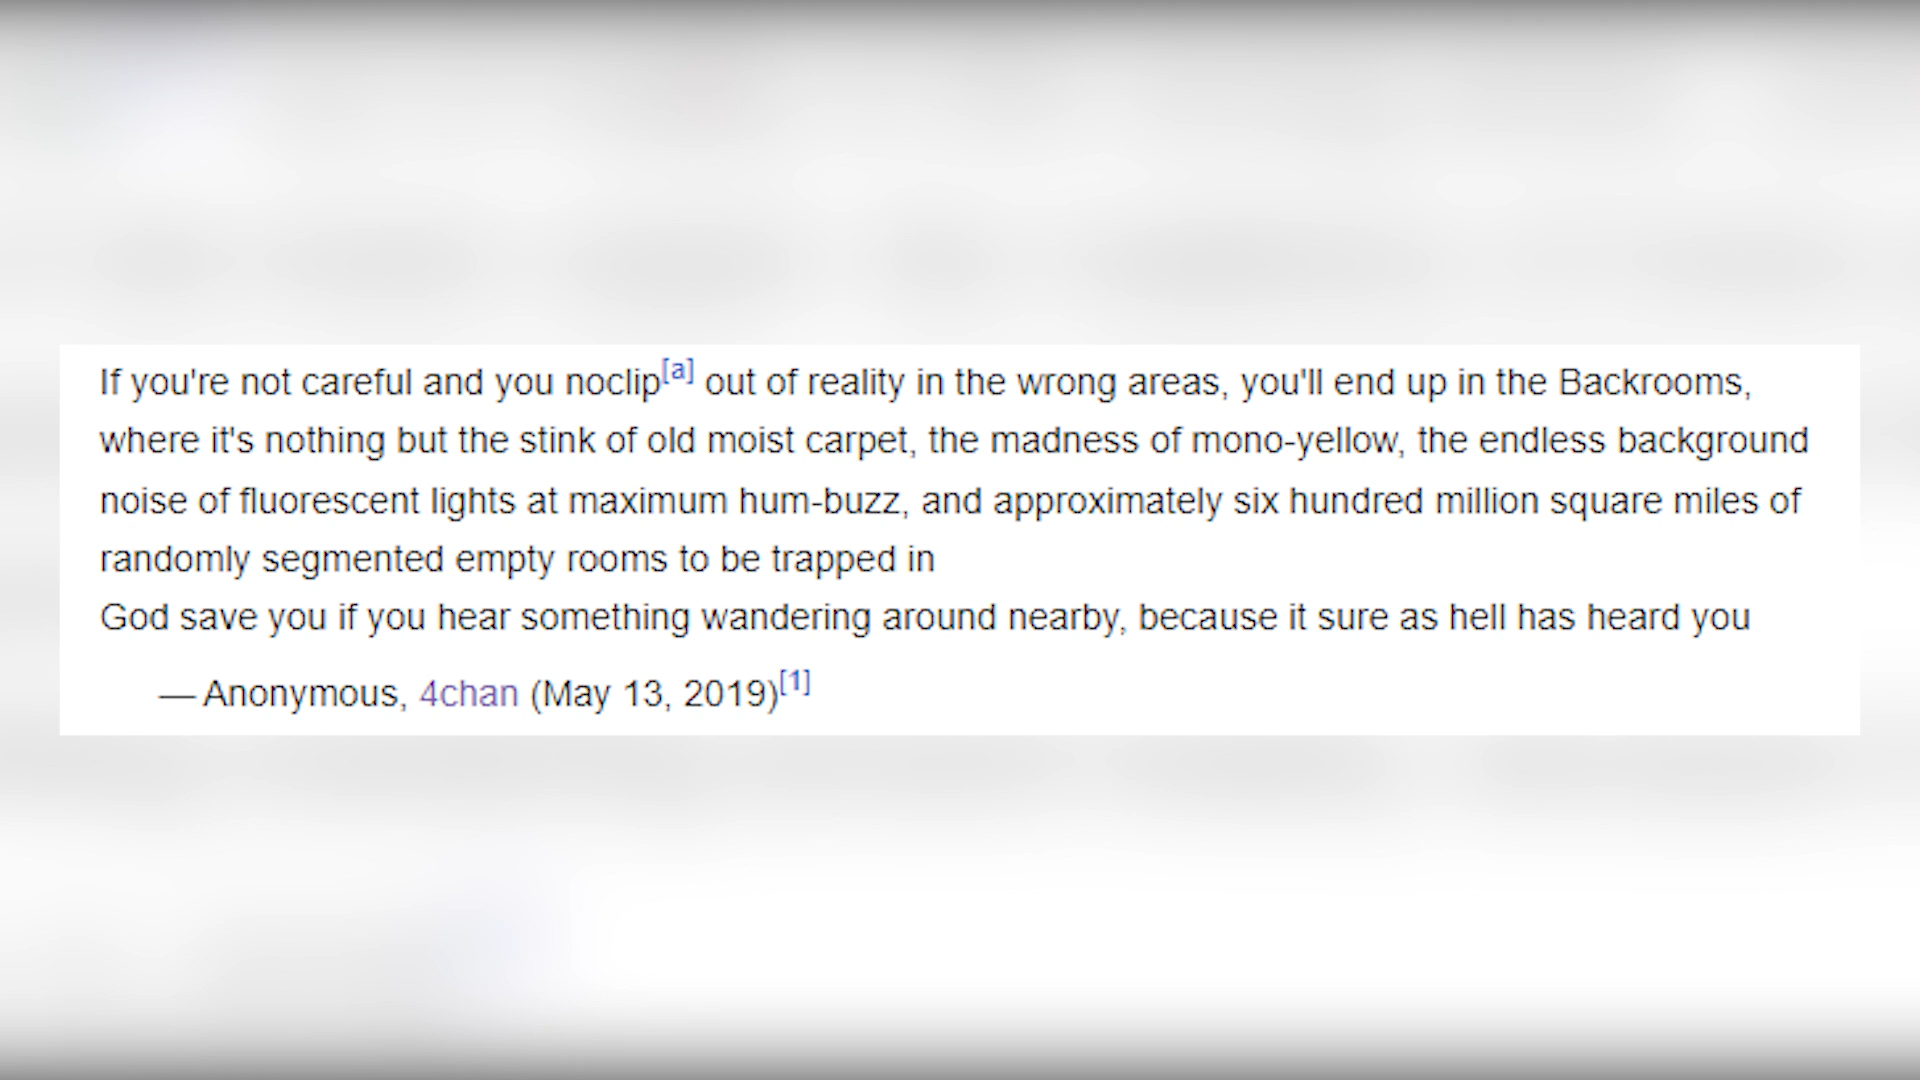 If you're not careful and you noclip[a] out of reality in the wrong areas, you'll end up in the Backrooms,
where it's nothing but the stink of old moist carpet, the madness of mono-yellow, the endless background
noise of fluorescent lights at maximum hum-buzz, and approximately six hundred million square miles of
randomly segmented empty rooms to be trapped in
God save you if you hear something wandering around nearby, because it sure as hell has heard you
— Anonymous, 4chan (May 13, 2019)[1]